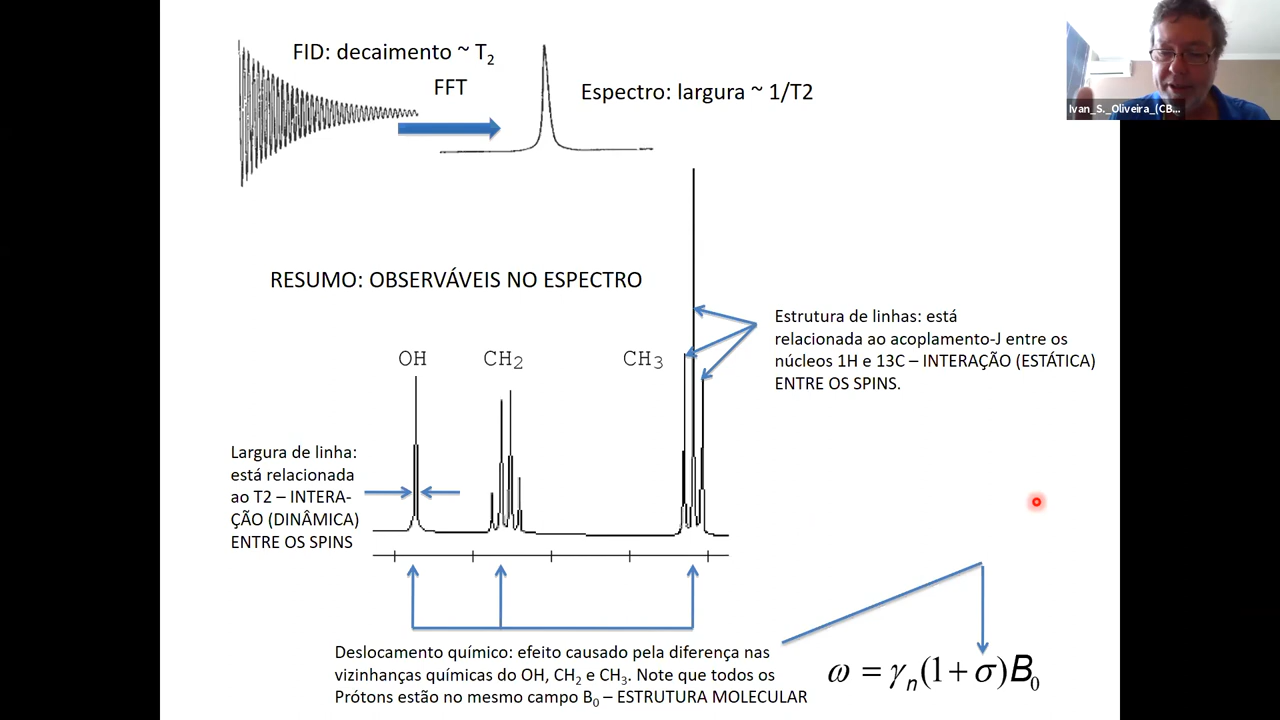 FID: decaimento ~ T₂
FFT
Espectro: largura ~ 1/T2
Ivan_S._Oliveira_(CB...
RESUMO: OBSERVÁVEIS NO ESPECTRO
OH
CH₂
CH₃
Estrutura de linhas: está
relacionada ao acoplamento-J entre os
núcleos 1H e 13C – INTERAÇÃO (ESTÁTICA)
ENTRE OS SPINS.
Largura de linha:
está relacionada
ao T2 – INTERA-
ÇÃO (DINÂMICA)
ENTRE OS SPINS
Deslocamento químico: efeito causado pela diferença nas
vizinhanças químicas do OH, CH₂ e CH₃. Note que todos os
Prótons estão no mesmo campo B₀ – ESTRUTURA MOLECULAR
ω = γₙ(1+σ)B₀